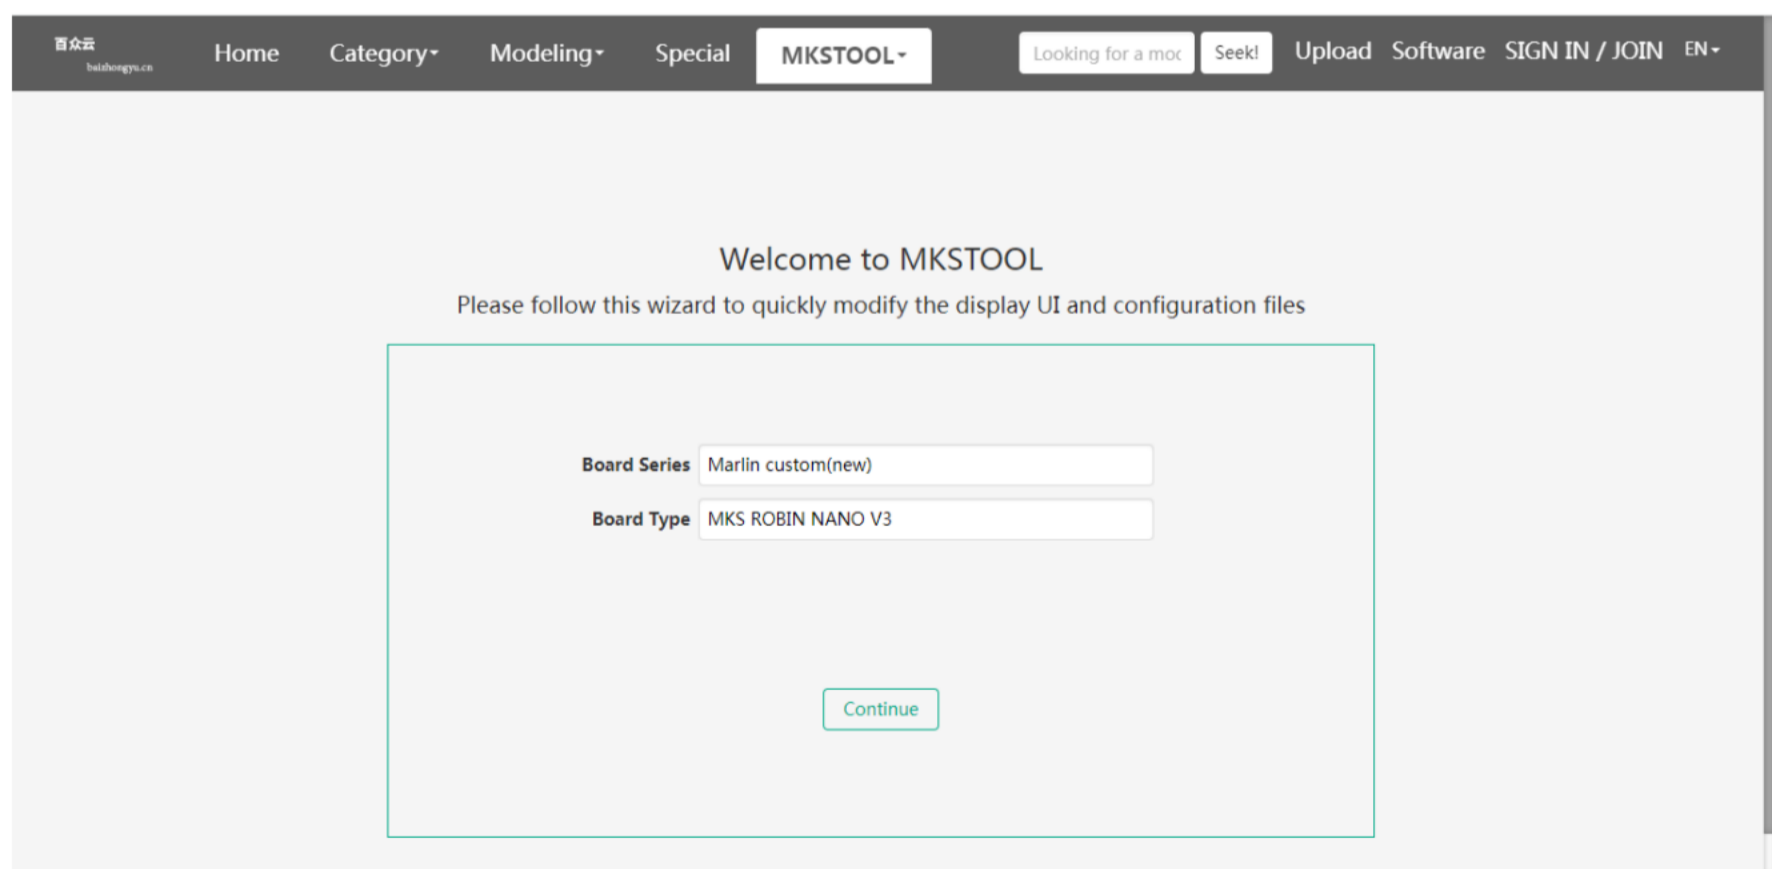 百众云
baizhongyu.cn
Home Category Modeling Special MKSTOOL Looking for a moc Seek! Upload Software SIGN IN / JOIN EN
Welcome to MKSTOOL
Please follow this wizard to quickly modify the display UI and configuration files
Board Series Marlin custom(new)
Board Type MKS ROBIN NANO V3
Continue